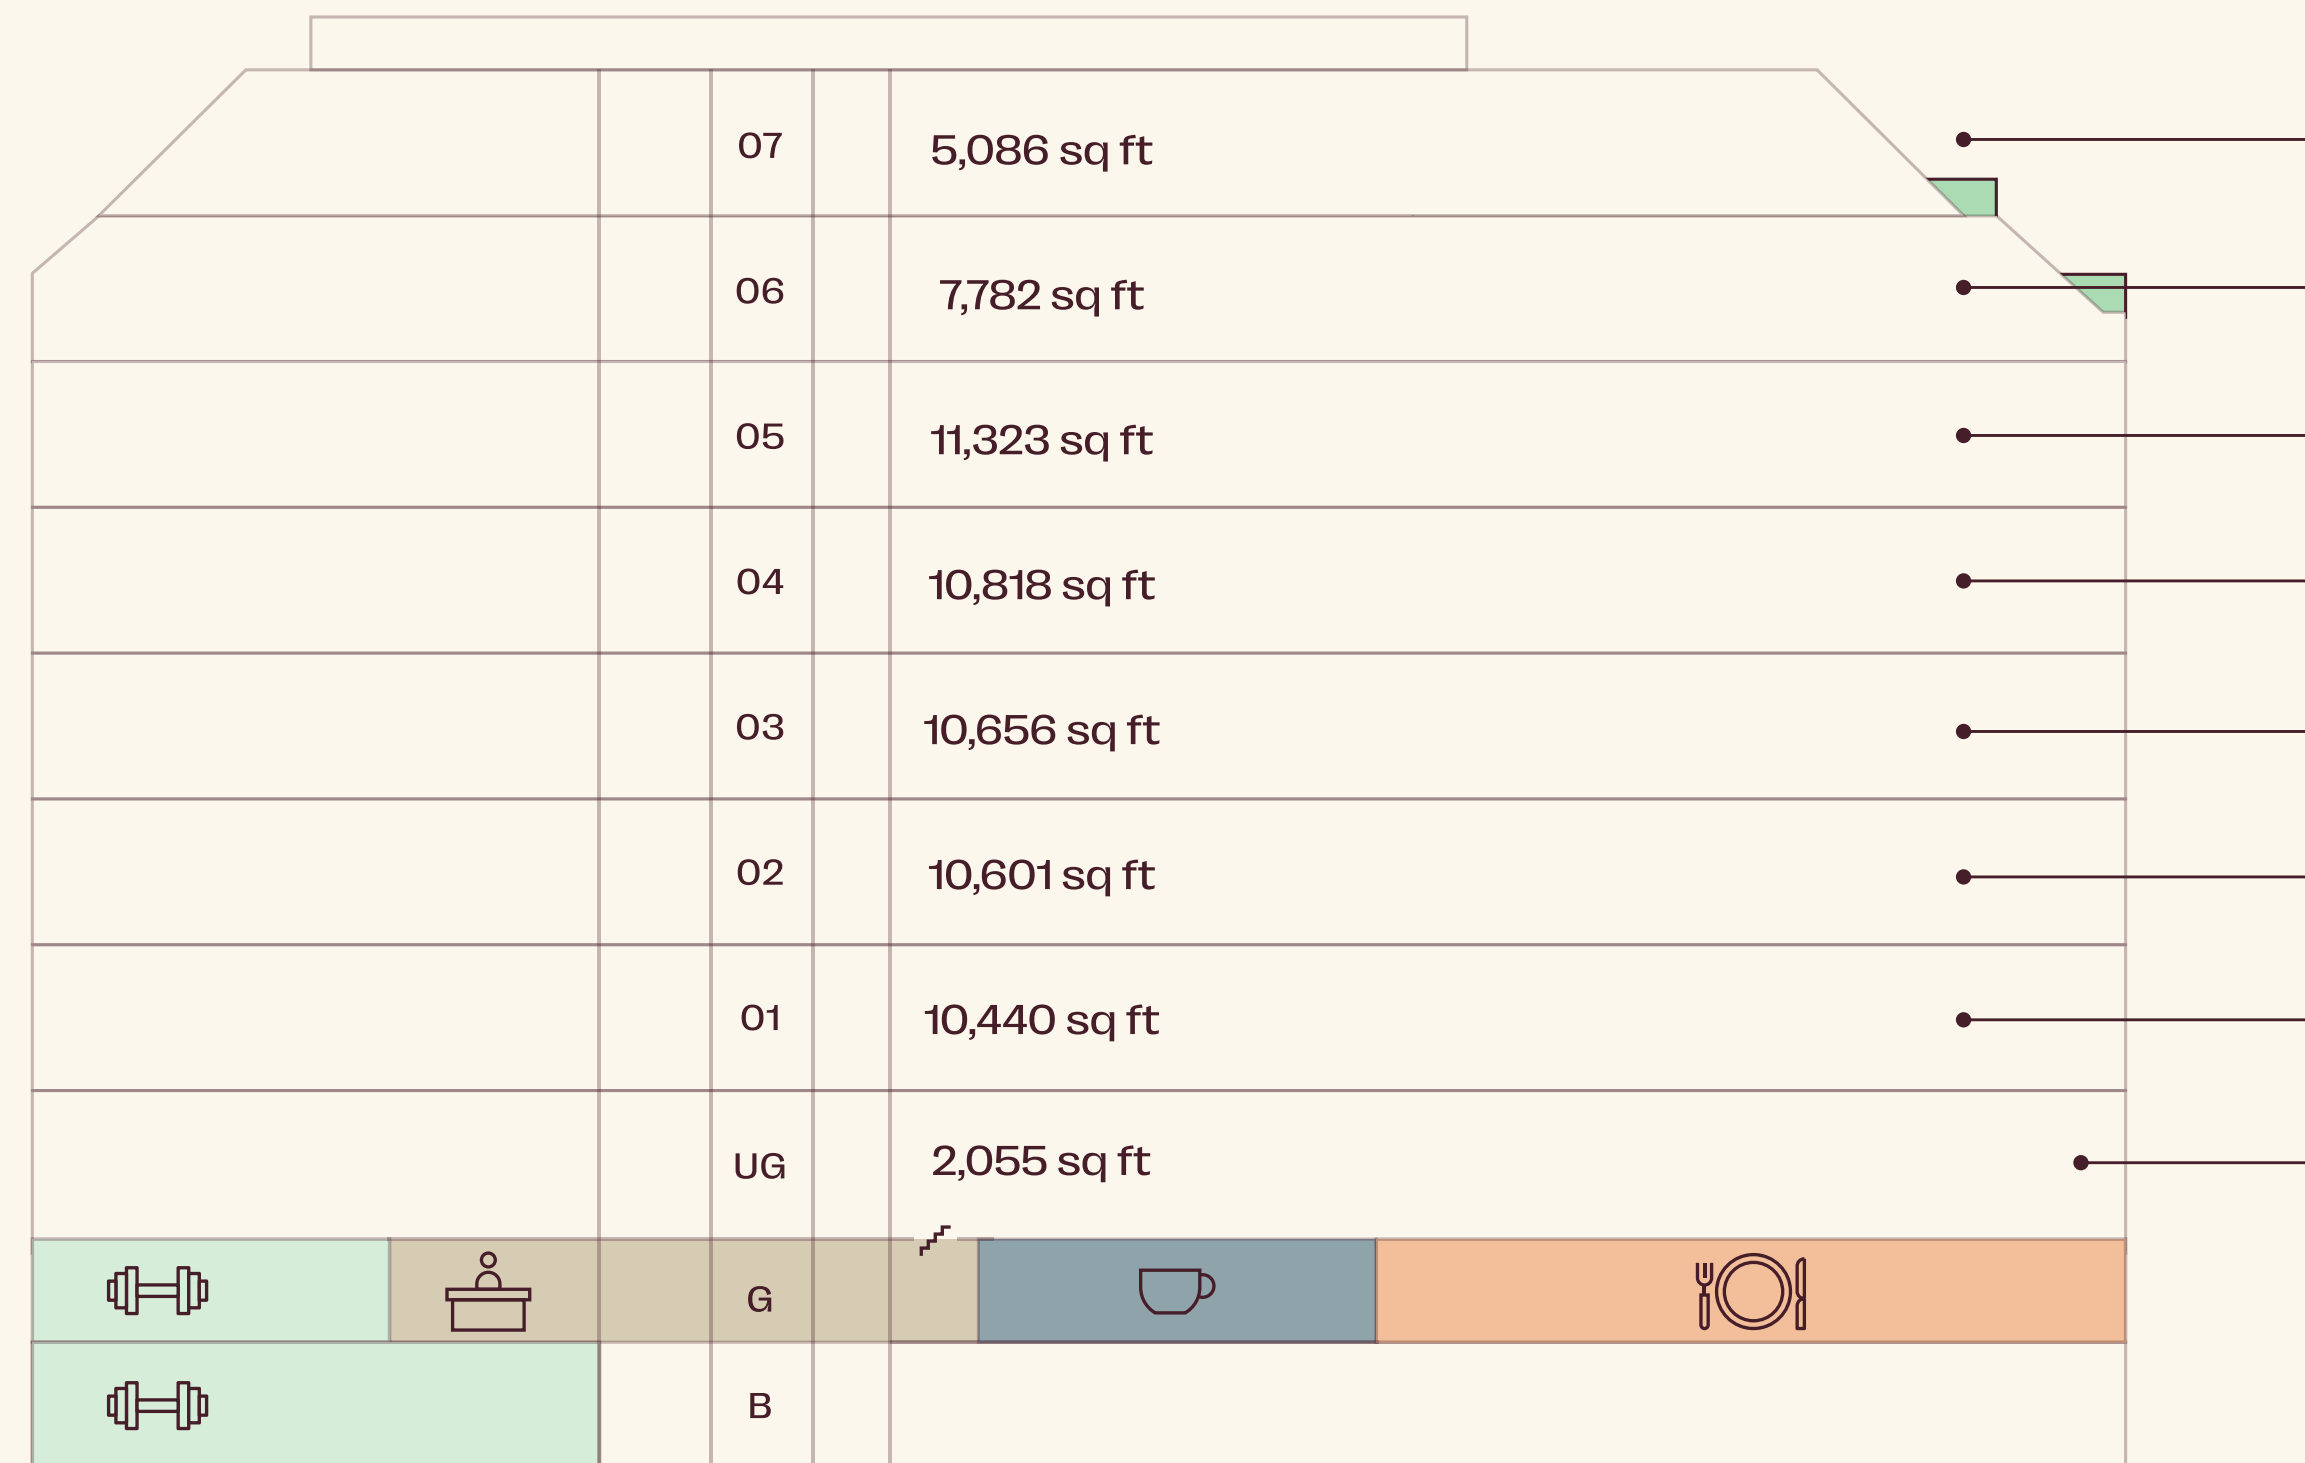 07 5,086 sq ft
06 7,782 sq ft
05 11,323 sq ft
04 10,818 sq ft
03 10,656 sq ft
02 10,601 sq ft
01 10,440 sq ft
UG 2,055 sq ft
G
B